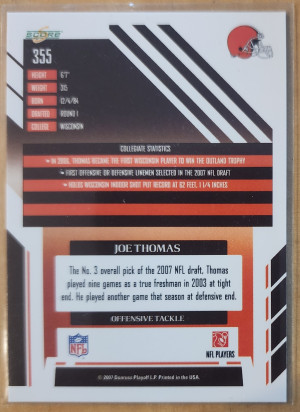 SCORE
355
HEIGHT 6'7"
WEIGHT 313
BORN 12/4/84
DRAFTED ROUND 1
COLLEGE WISCONSIN
COLLEGIATE STATISTICS
IN 2006, THOMAS BECAME THE FIRST WISCONSIN PLAYER TO WIN THE OUTLAND TROPHY
FIRST OFFENSIVE OR DEFENSIVE LINEMEN SELECTED IN THE 2007 NFL DRAFT
HOLDS WISCONSIN INDOOR SHOT PUT RECORD AT 62 FEET, 1 1/4 INCHES
JOE THOMAS
The No. 3 overall pick of the 2007 NFL draft, Thomas
played nine games as a true freshman in 2003 at tight
end. He played another game that season at defensive end.
OFFENSIVE TACKLE
NFL
NFL PLAYERS
© 2007 Donruss-Playoff L.P. Printed in the USA.